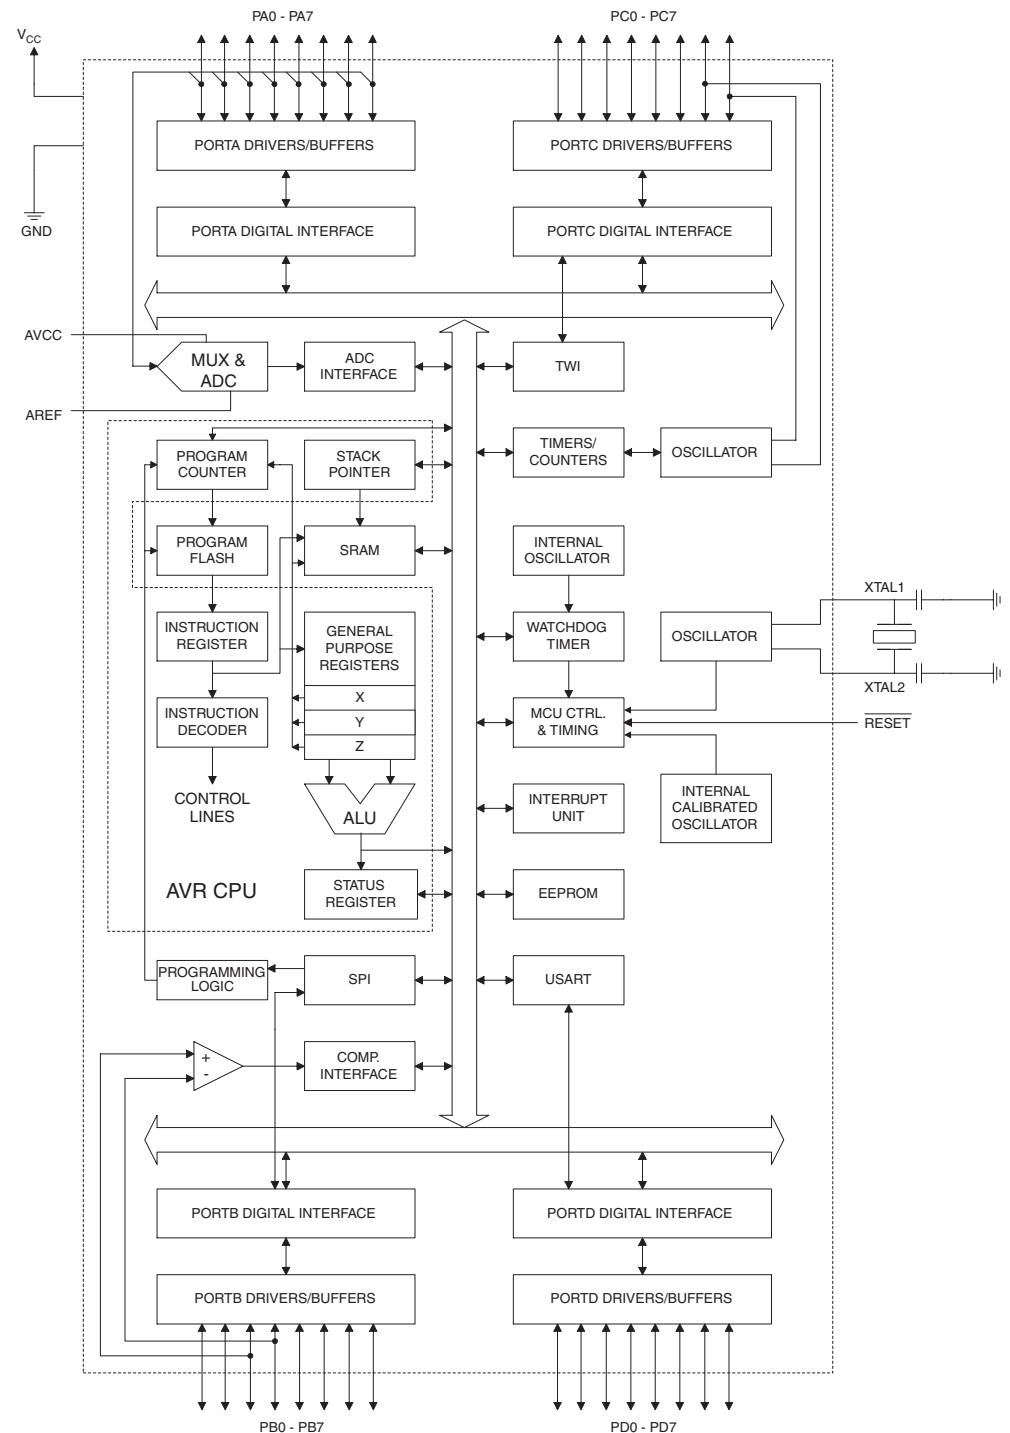 PA0 - PA7
PC0 - PC7
VCC
PORTA DRIVERS/BUFFERS
PORTC DRIVERS/BUFFERS
GND
PORTA DIGITAL INTERFACE
PORTC DIGITAL INTERFACE
AVCC
MUX &
ADC
ADC
INTERFACE
TWI
AREF
PROGRAM
COUNTER
STACK
POINTER
TIMERS/
COUNTERS
OSCILLATOR
PROGRAM
FLASH
SRAM
INTERNAL
OSCILLATOR
XTAL1
INSTRUCTION
REGISTER
GENERAL
PURPOSE
REGISTERS
WATCHDOG
TIMER
OSCILLATOR
XTAL2
X
INSTRUCTION
DECODER
Y
MCU CTRL.
& TIMING
RESET
Z
CONTROL
LINES
ALU
INTERRUPT
UNIT
INTERNAL
CALIBRATED
OSCILLATOR
AVR CPU
STATUS
REGISTER
EEPROM
PROGRAMMING
LOGIC
SPI
USART
+
-
COMP.
INTERFACE
PORTB DIGITAL INTERFACE
PORTD DIGITAL INTERFACE
PORTB DRIVERS/BUFFERS
PORTD DRIVERS/BUFFERS
PB0 - PB7
PD0 - PD7